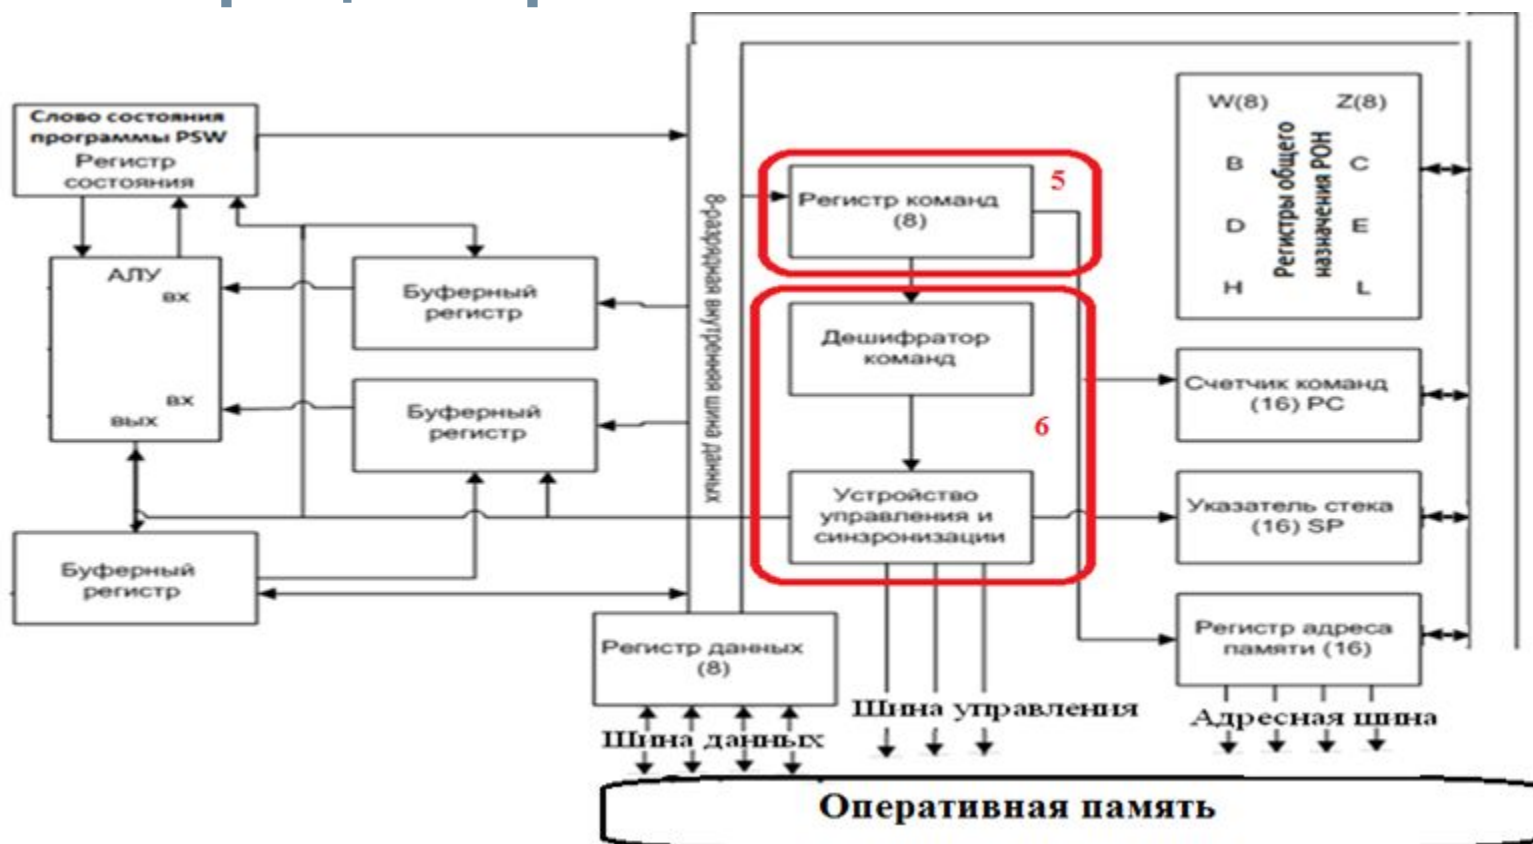 Слово состояния
программы PSW
Регистр
состояния
АЛУ
вх
вх
вых
Буферный
регистр
Буферный
регистр
Буферный
регистр
8-разрядная внутренняя шина данных
Регистр команд
(8)
5
Дешифратор
команд
6
Устройство
управления и
синзронизации
W(8) Z(8)
B C
D E
H L
Регистры общего
назначения РОН
Счетчик команд
(16) PC
Указатель стека
(16) SP
Регистр адреса
памяти (16)
Регистр данных
(8)
Шина данных
Шина управления
Адресная шина
Оперативная память